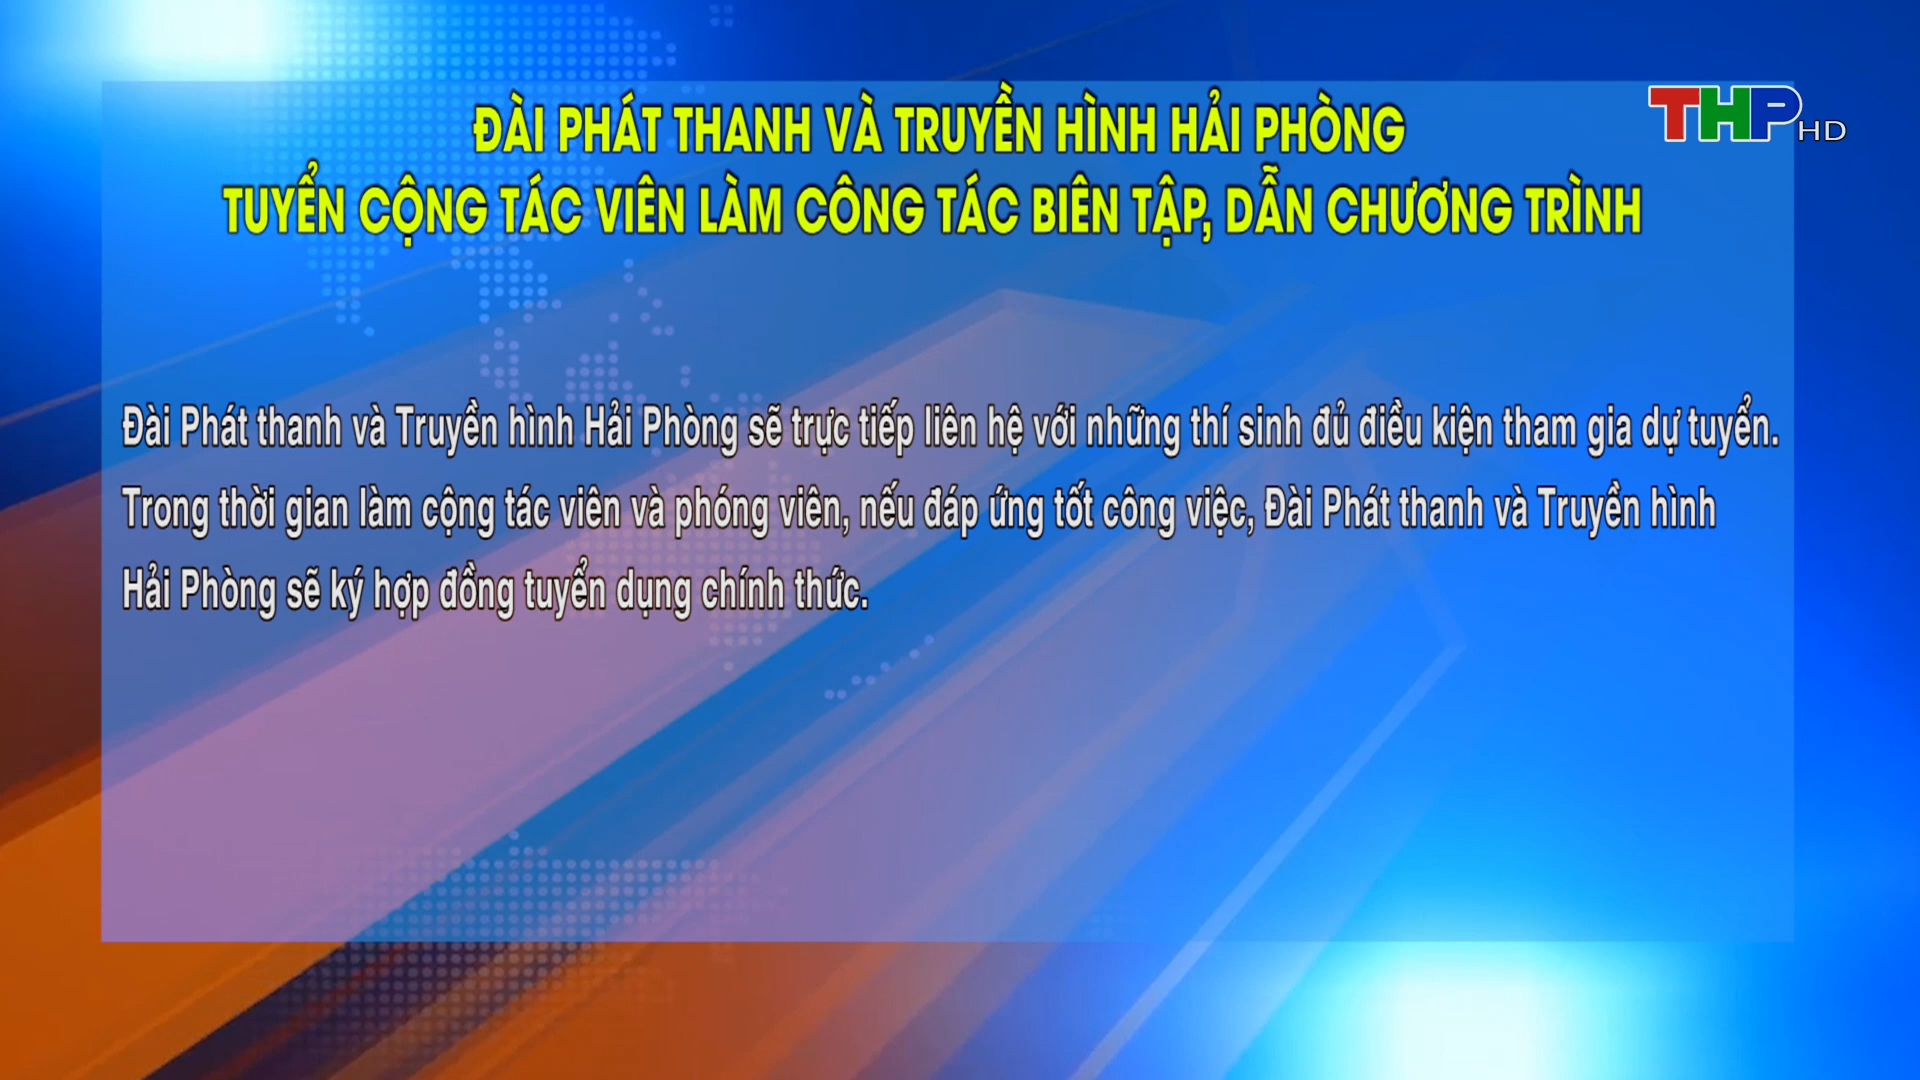 ĐÀI PHÁT THANH VÀ TRUYỀN HÌNH HẢI PHÒNG
THP HD
TUYỂN CỘNG TÁC VIÊN LÀM CÔNG TÁC BIÊN TẬP, DẪN CHƯƠNG TRÌNH
Đài Phát thanh và Truyền hình Hải Phòng sẽ trực tiếp liên hệ với những thí sinh đủ điều kiện tham gia dự tuyển.
Trong thời gian làm cộng tác viên và phóng viên, nếu đáp ứng tốt công việc, Đài Phát thanh và Truyền hình
Hải Phòng sẽ ký hợp đồng tuyển dụng chính thức.